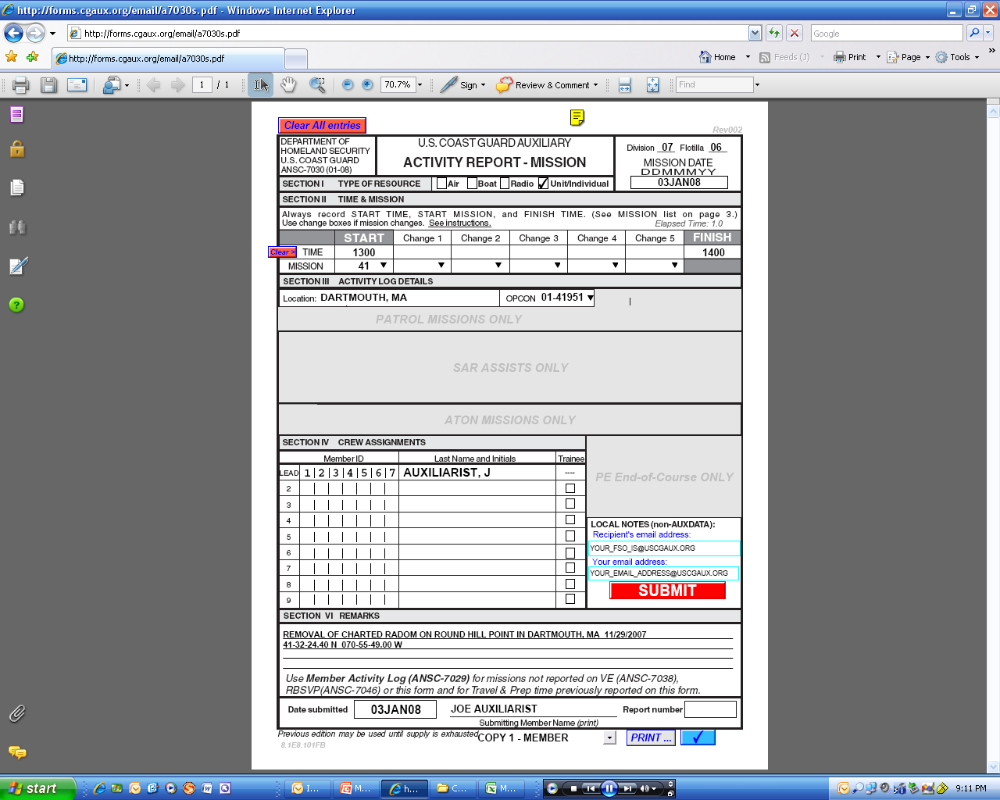 http://forms.cgaux.org/email/a7030s.pdf - Windows Internet Explorer
http://forms.cgaux.org/email/a7030s.pdf
Google
http://forms.cgaux.org/email/a7030s.pdf
Home Feeds (J) Print Page Tools »
1 / 1 70.7% Sign Review & Comment Find
Clear All entries
Rev002
DEPARTMENT OF
HOMELAND SECURITY
U.S. COAST GUARD
ANSC-7030 (01-08)
U.S. COAST GUARD AUXILIARY
ACTIVITY REPORT - MISSION
Division 07 Flotilla 06
MISSION DATE
DDMMMYY
03JAN08
SECTION I TYPE OF RESOURCE Air Boat Radio Unit/Individual
SECTION II TIME & MISSION
Always record START TIME, START MISSION, and FINISH TIME. (See MISSION list on page 3.)
Use change boxes if mission changes. See instructions. Elapsed Time: 1.0
START Change 1 Change 2 Change 3 Change 4 Change 5 FINISH
Clear > TIME 1300 1400
MISSION 41
SECTION III ACTIVITY LOG DETAILS
Location: DARTMOUTH, MA OPCON 01-41951
PATROL MISSIONS ONLY
SAR ASSISTS ONLY
ATON MISSIONS ONLY
SECTION IV CREW ASSIGNMENTS
Member ID Last Name and Initials Trainee
LEAD 1 2 3 4 5 6 7 AUXILIARIST, J ----
2
3
4
5
6
7
8
9
PE End-of-Course ONLY
LOCAL NOTES (non-AUXDATA):
Recipient's email address:
YOUR_FSO_IS@USCGAUX.ORG
Your email address:
YOUR_EMAIL_ADDRESS@USCGAUX.ORG
SUBMIT
SECTION VI REMARKS
REMOVAL OF CHARTED RADOM ON ROUND HILL POINT IN DARTMOUTH, MA 11/29/2007
41-32-24.40 N 070-55-49.00 W
Use Member Activity Log (ANSC-7029) for missions not reported on VE (ANSC-7038),
RBSVP(ANSC-7046) or this form and for Travel & Prep time previously reported on this form.
Date submitted 03JAN08 JOE AUXILIARIST Report number
Submitting Member Name (print)
Previous edition may be used until supply is exhausted COPY 1 - MEMBER PRINT ...
8.1E8.101FB
start I... M... h... C... M... 9:11 PM